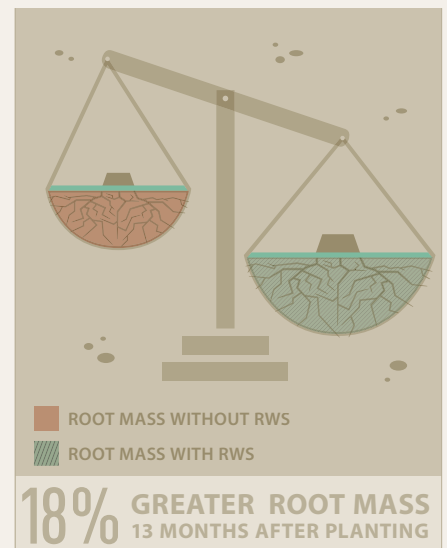 ROOT MASS WITHOUT RWS
ROOT MASS WITH RWS
18% GREATER ROOT MASS
13 MONTHS AFTER PLANTING